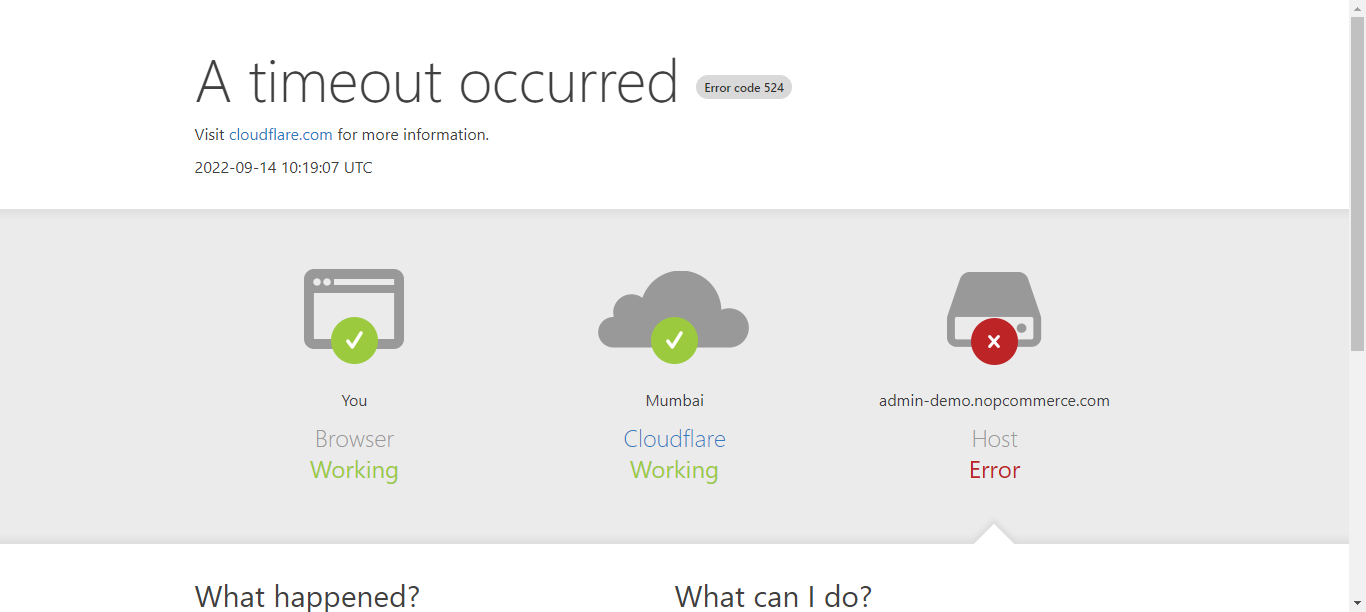 A timeout occurred Error code 524
Visit cloudflare.com for more information.
2022-09-14 10:19:07 UTC
You
Browser
Working
Mumbai
Cloudflare
Working
admin-demo.nopcommerce.com
Host
Error
What happened?
What can I do?